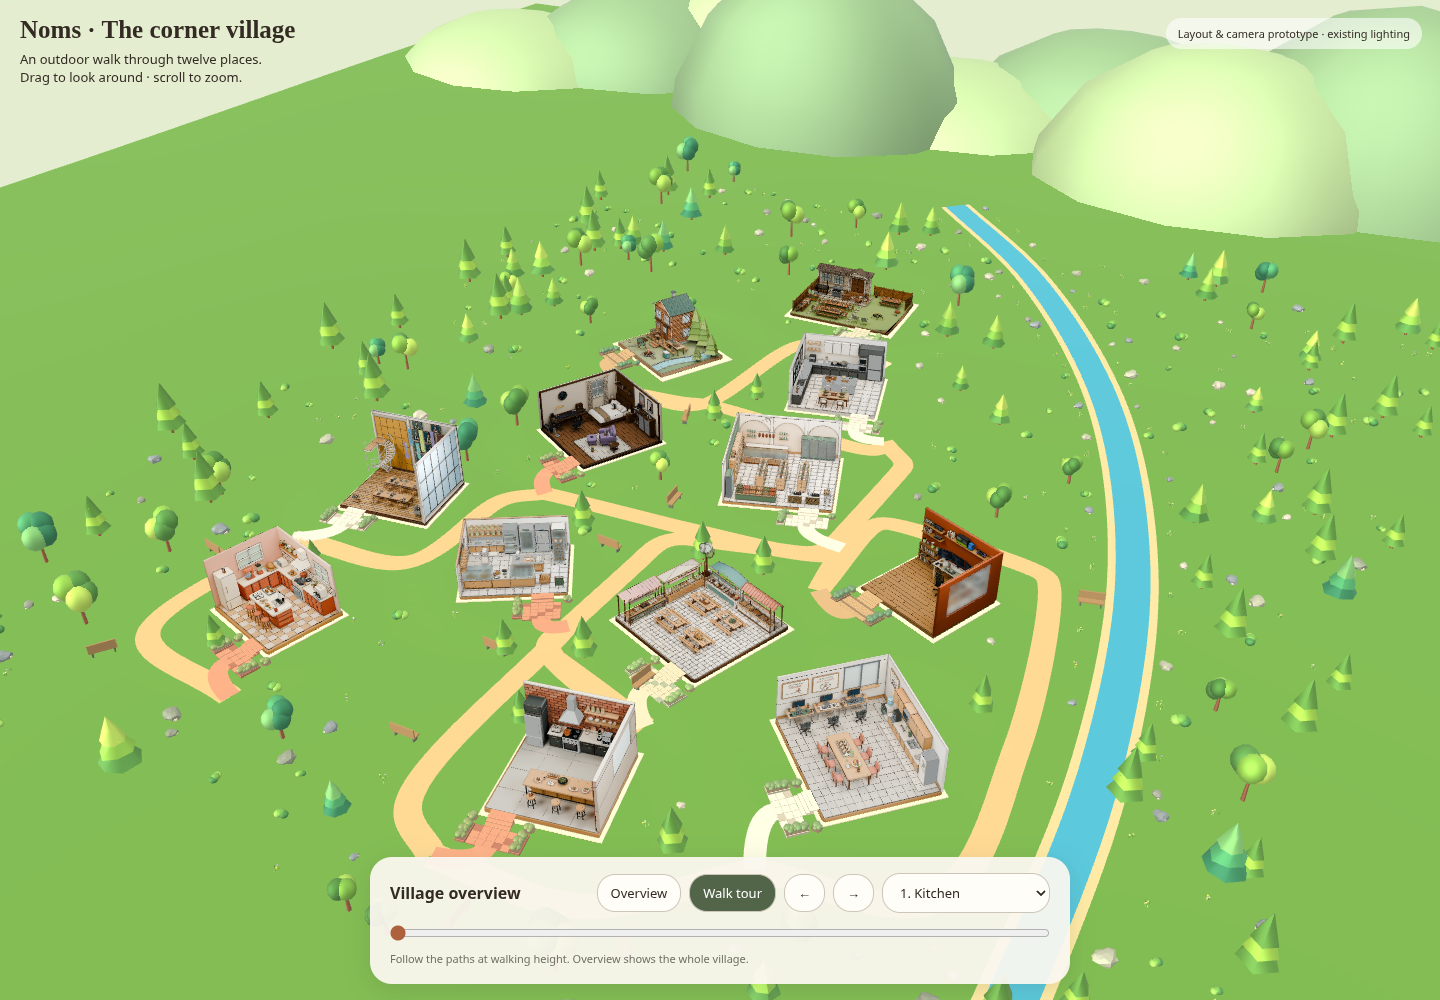 Noms · The corner village
An outdoor walk through twelve places.
Drag to look around · scroll to zoom.
Layout & camera prototype · existing lighting
Village overview
Overview
Walk tour
←
→
1. Kitchen
Follow the paths at walking height. Overview shows the whole village.